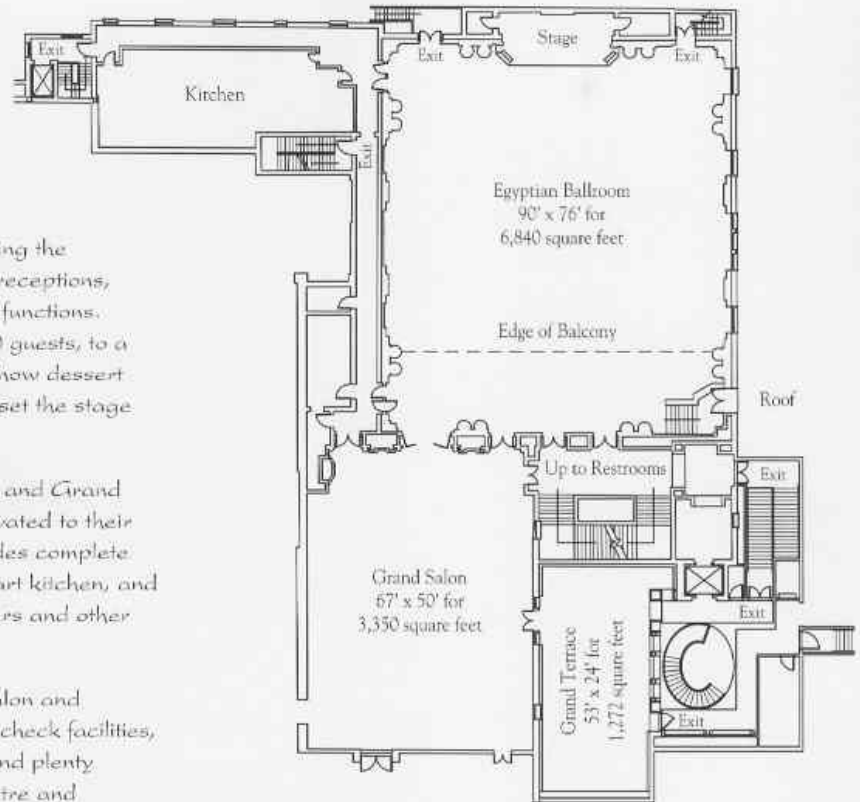 Exit
Kitchen
Exit
Exit
Stage
Exit
Egyptian Ballroom
90' x 76' for
6,840 square feet
Edge of Balcony
Roof
Up to Restrooms
Exit
Grand Salon
67' x 50' for
3,350 square feet
Grand Terrace
53' x 24' for
1,272 square feet
Exit
Exit
ing the
receptions,
functions.
guests, to a
how dessert
set the stage
and Grand
vated to their
des complete
art kitchen, and
rs and other
lon and
check facilities,
nd plenty
tre and